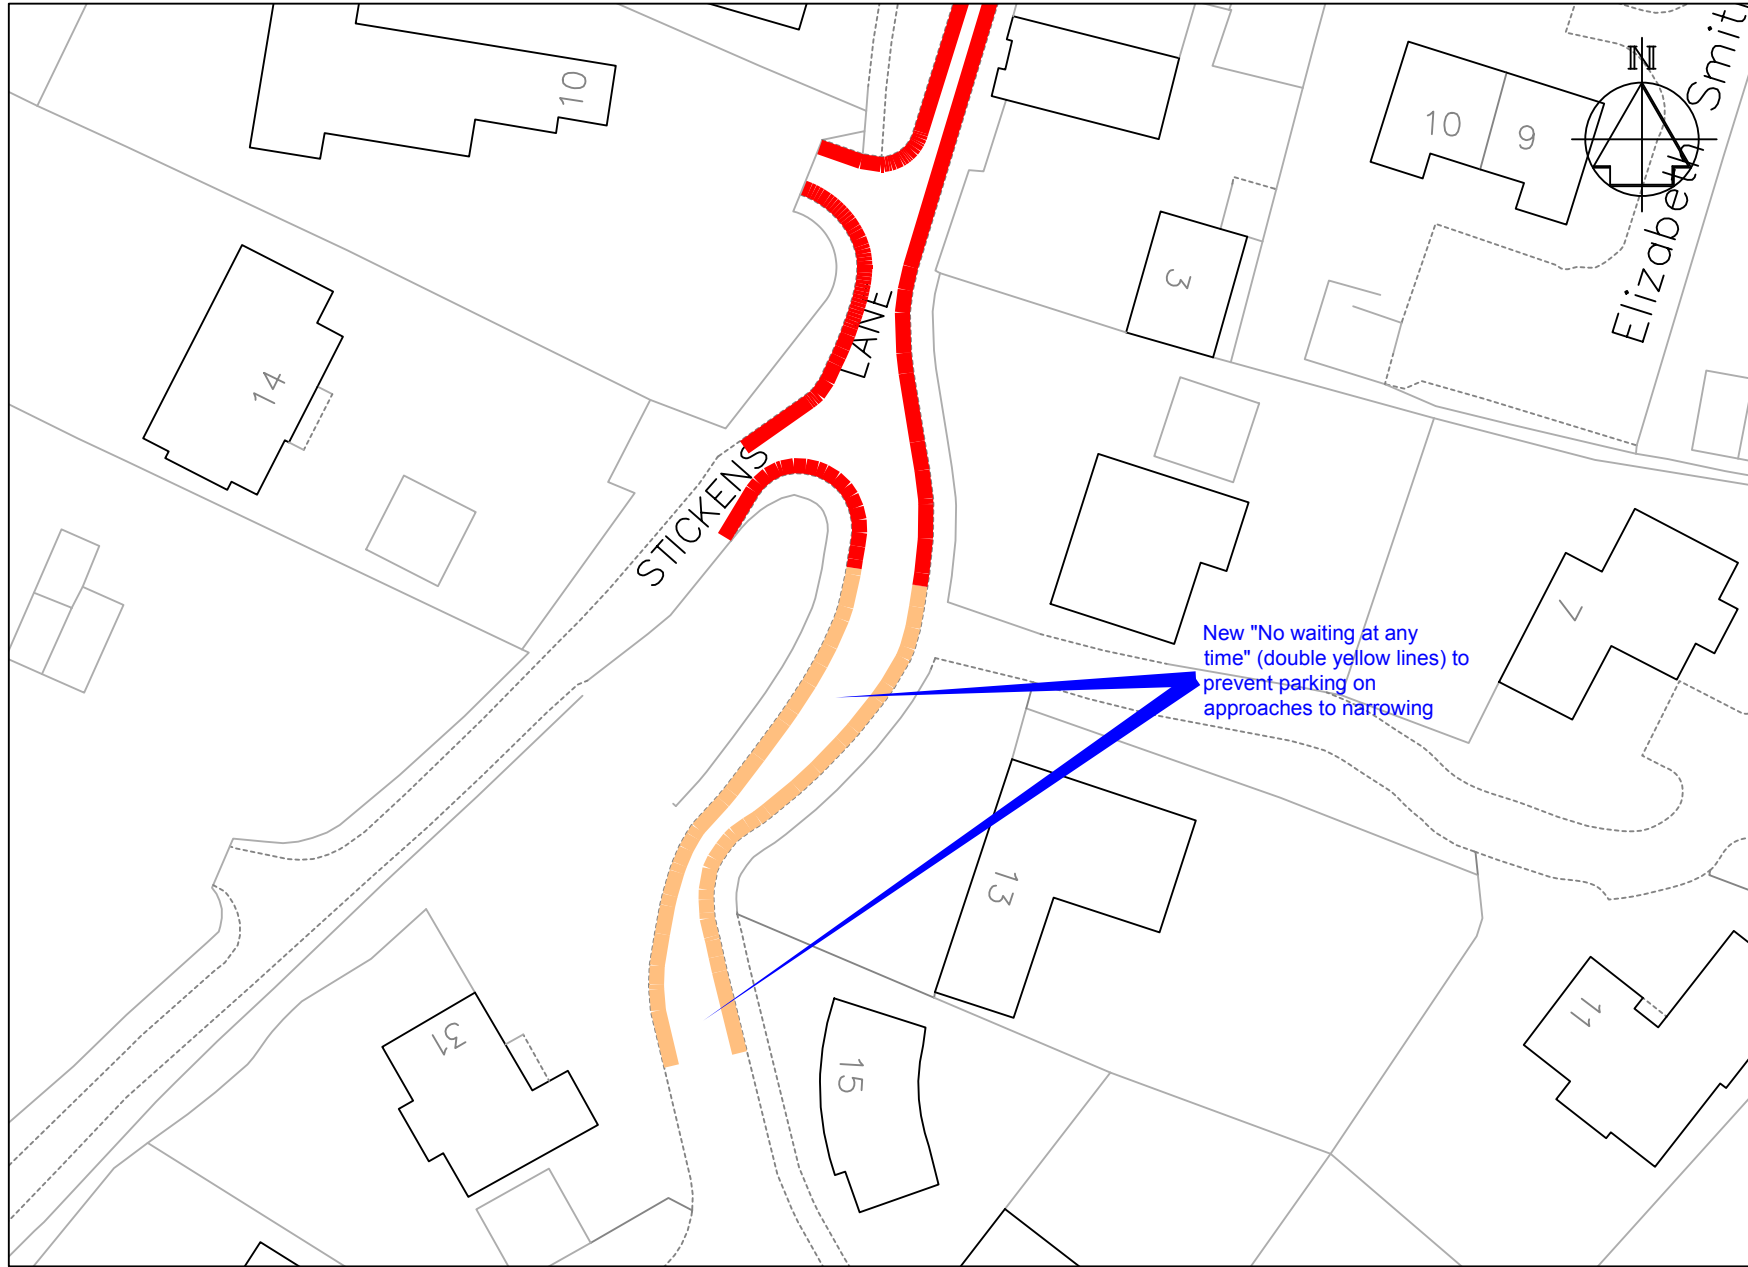 10
N
10
9
Elizabeth Smit
3
LANE
14
STICKENS
7
New "No waiting at any
time" (double yellow lines) to
prevent parking on
approaches to narrowing
13
11
31
15